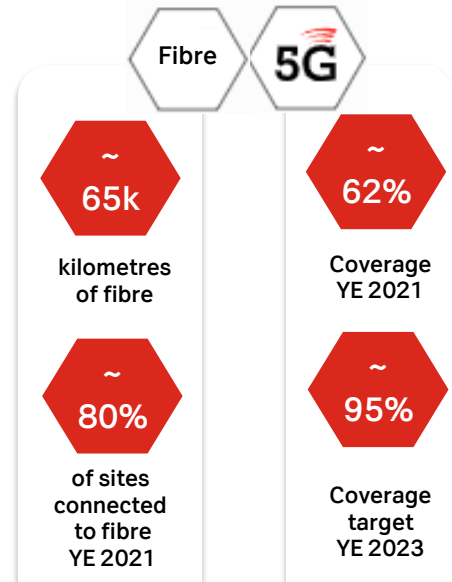 Fibre
5G
~
65k
kilometres
of fibre
~
80%
of sites
connected
to fibre
YE 2021
~
62%
Coverage
YE 2021
~
95%
Coverage
target
YE 2023